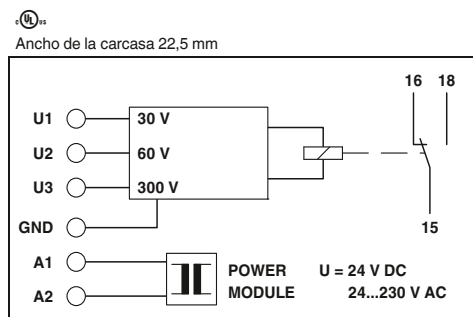 c UL us
Ancho de la carcasa 22,5 mm
16 18
U1 30 V
U2 60 V
U3 300 V
GND
15
A1
A2
POWER MODULE
U = 24 V DC
24...230 V AC